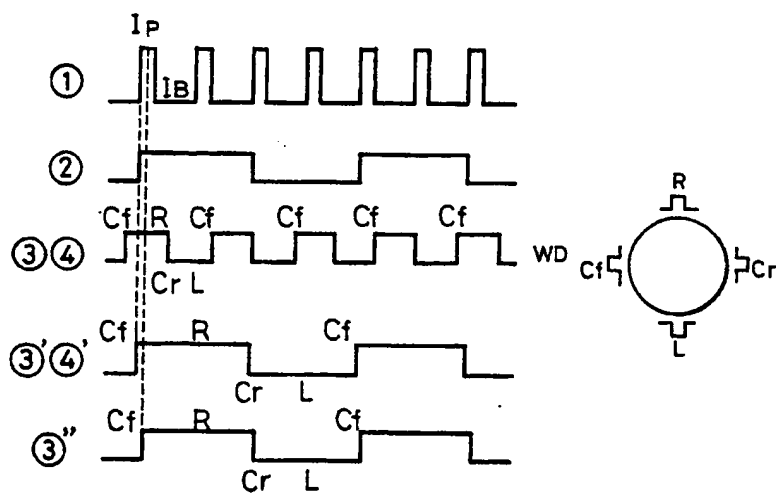 IP
① IB
②
R
Cf R Cf Cf Cf Cf
③④ WD
Cf Cr
Cr L
L
Cf R Cf
③'④'
Cr L
Cf R Cf
③''
Cr L